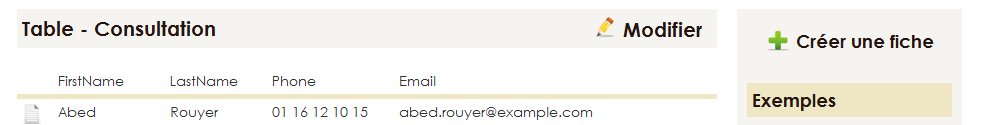 Table - Consultation
Modifier
FirstName LastName Phone Email
Abed Rouyer 01 16 12 10 15 abed.rouyer@example.com
Créer une fiche
Exemples